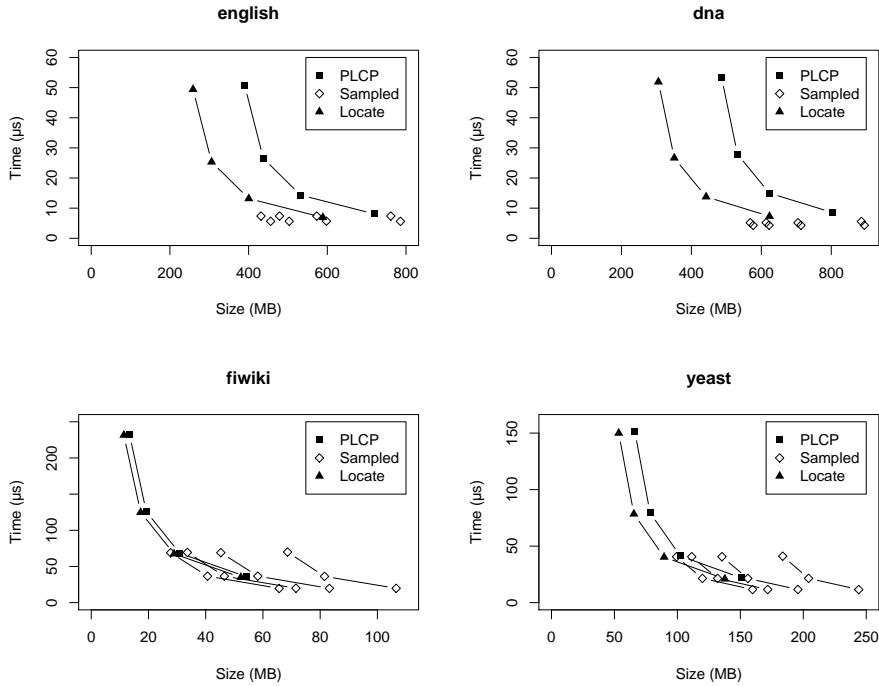 english
60
50
40
30
20
10
0
Time (µs)
PLCP
Sampled
Locate
0 200 400 600 800
Size (MB)
dna
60
50
40
30
20
10
0
Time (µs)
PLCP
Sampled
Locate
0 200 400 600 800
Size (MB)
fiwiki
200
100
50
0
Time (µs)
PLCP
Sampled
Locate
0 20 40 60 80 100
Size (MB)
yeast
150
100
50
0
Time (µs)
PLCP
Sampled
Locate
0 50 100 150 200 250
Size (MB)